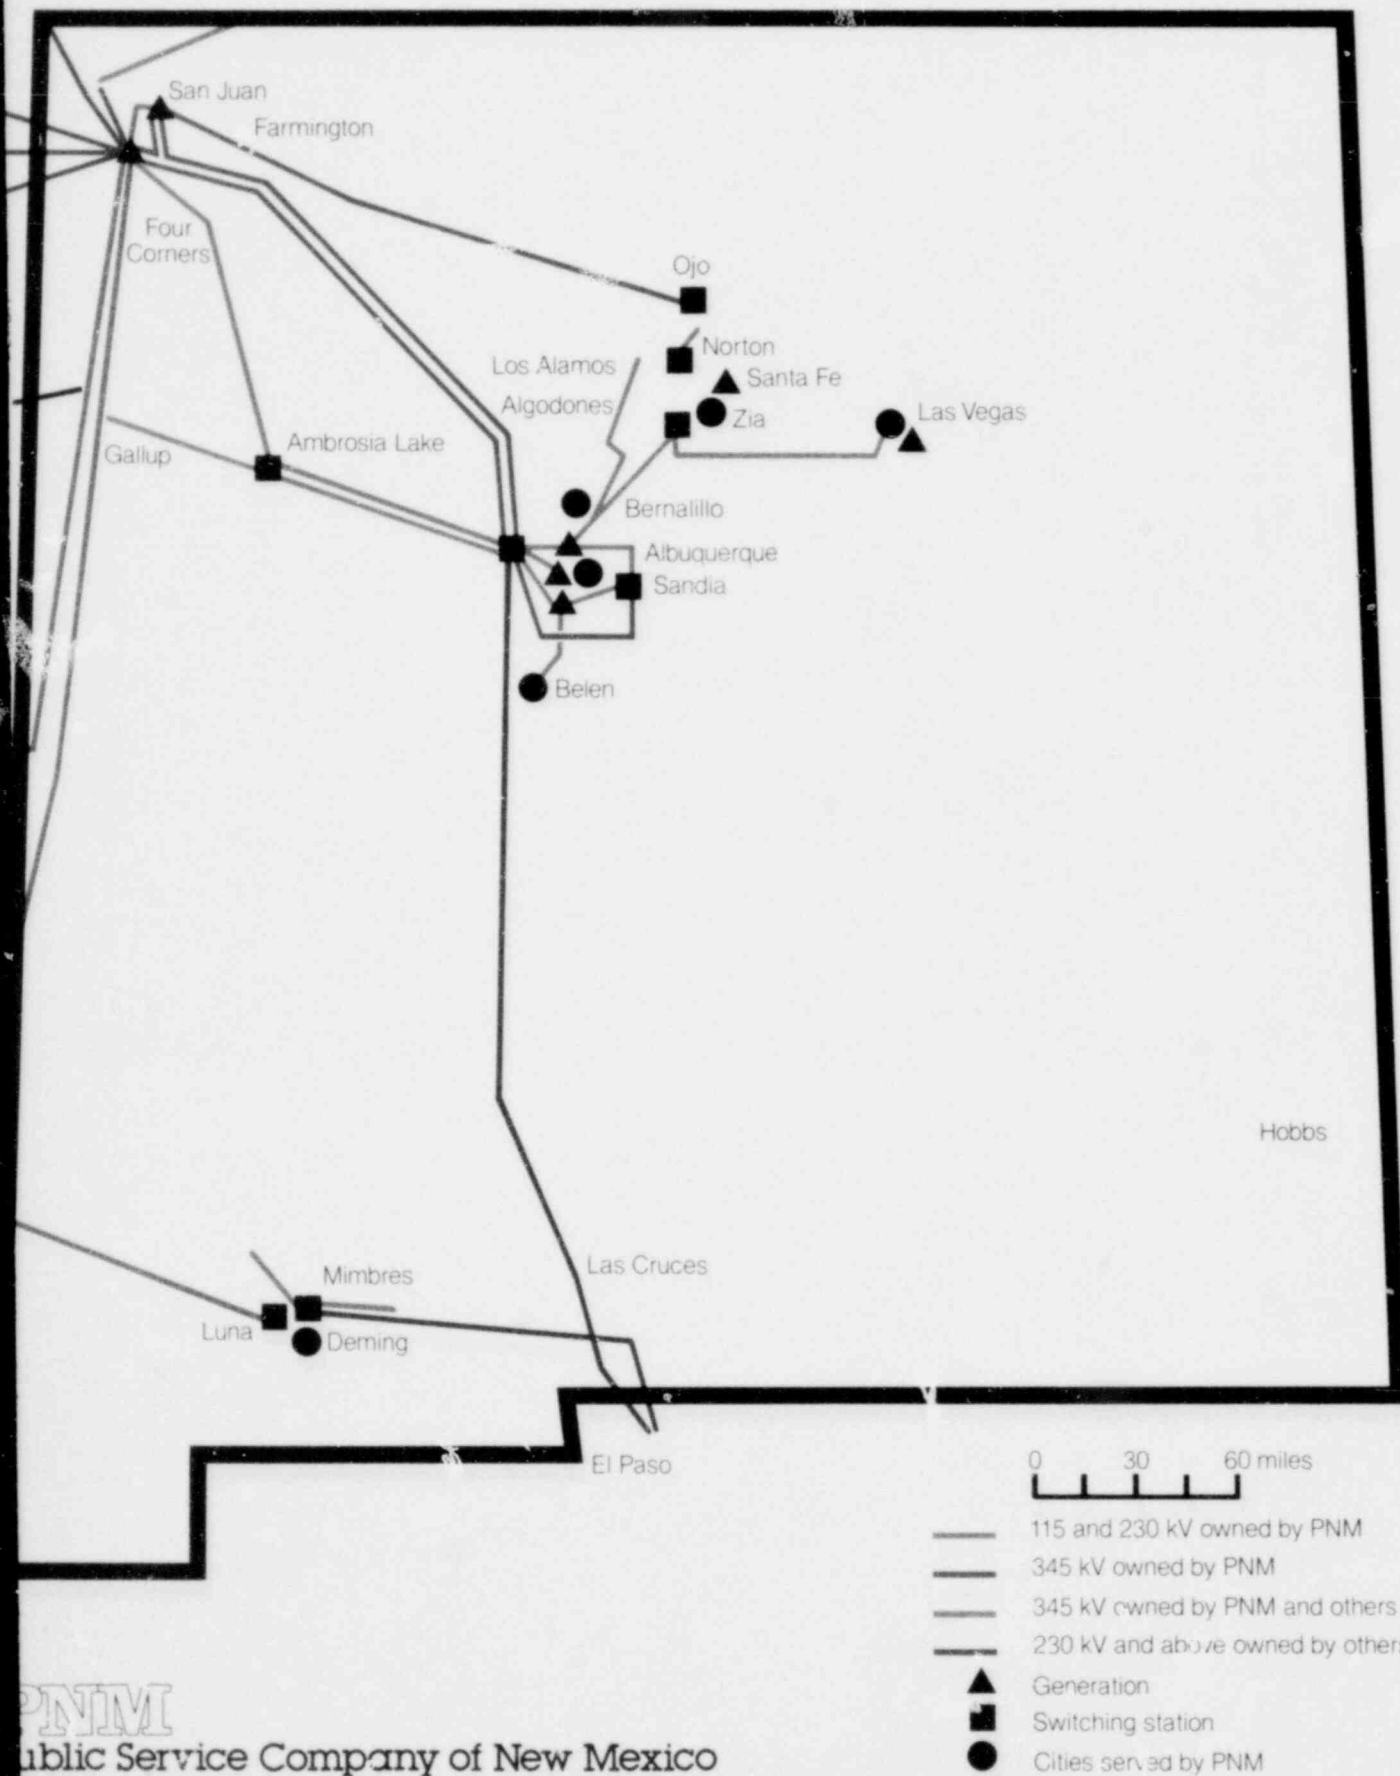 San Juan
Farmington
Four
Corners
Ojo
Norton
Los Alamos
Santa Fe
Algodones
Zia
Las Vegas
Gallup
Ambrosia Lake
Bernalillo
Albuquerque
Sandia
Belen
Hobbs
Las Cruces
Mimbres
Luna
Deming
El Paso
0 30 60 miles
115 and 230 kV owned by PNM
345 kV owned by PNM
345 kV owned by PNM and others
230 kV and above owned by other
Generation
Switching station
Cities served by PNM
PNM
ublic Service Company of New Mexico